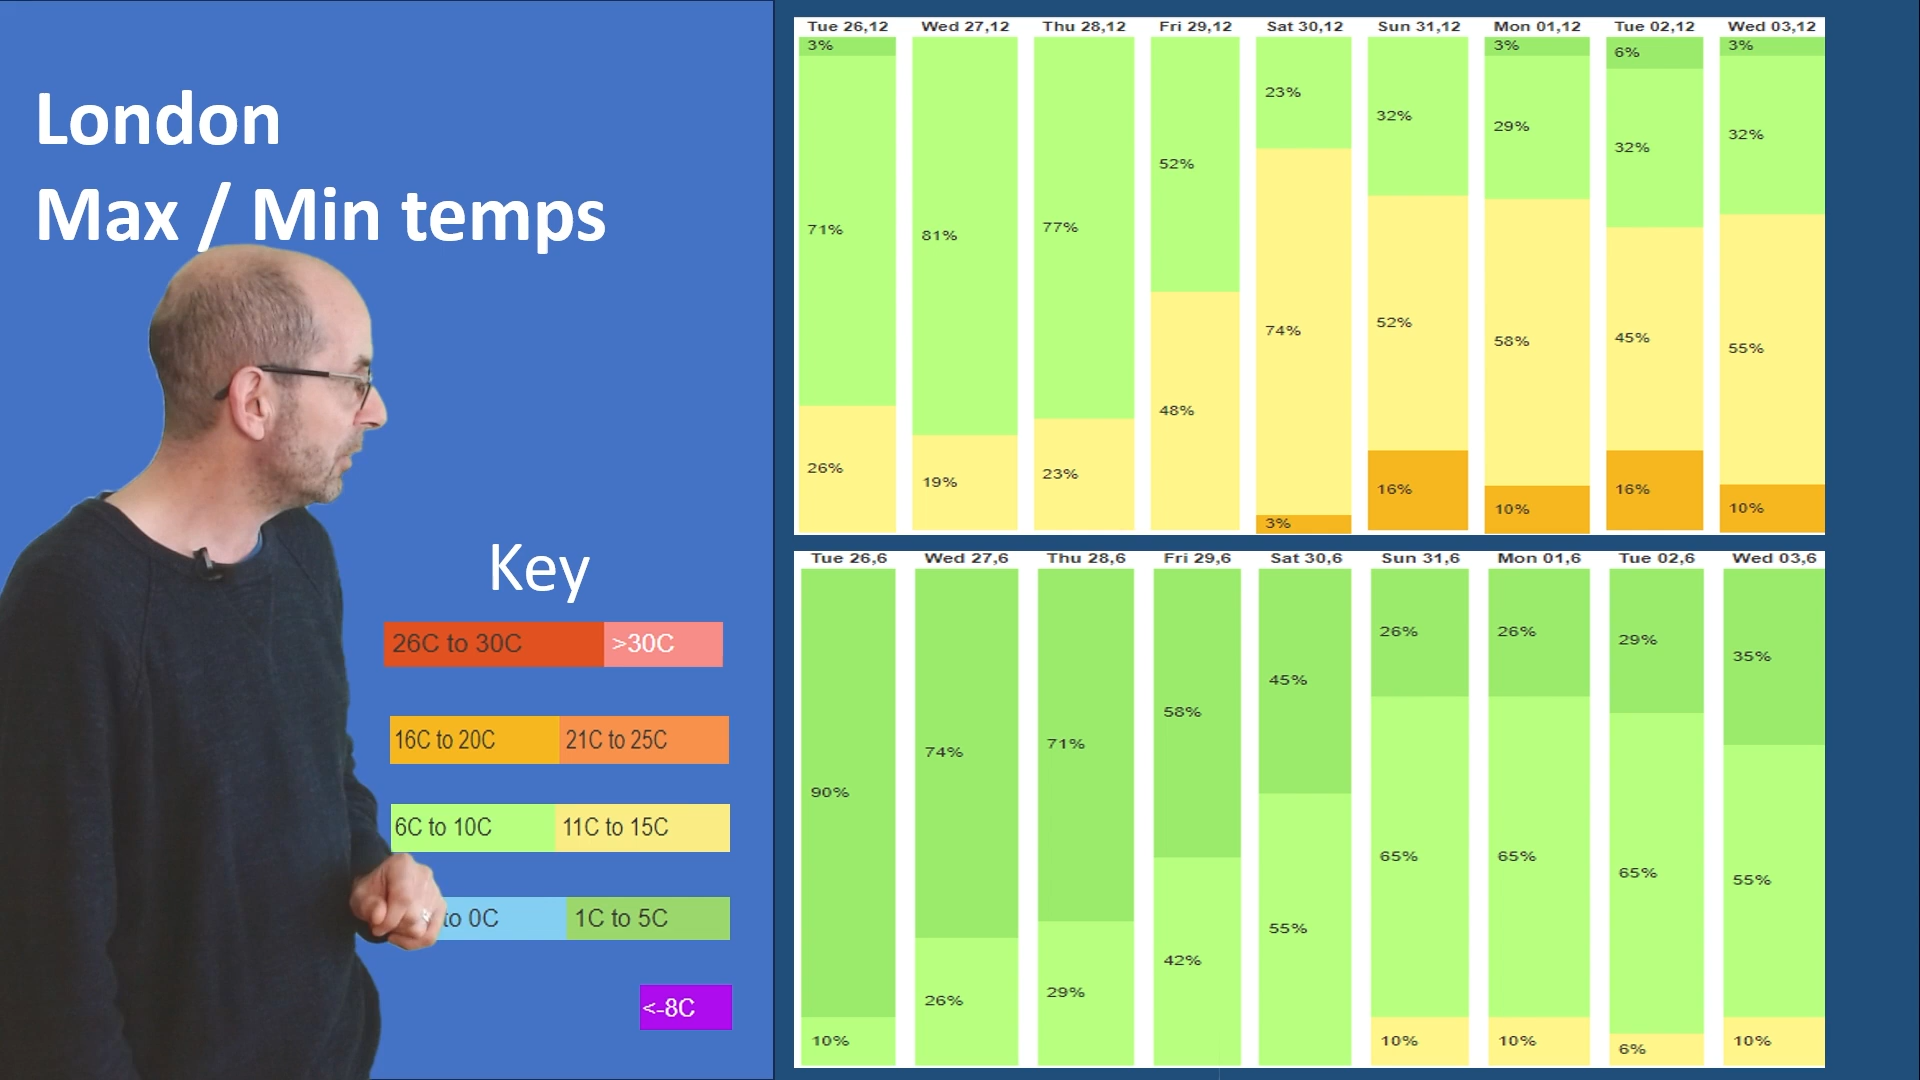 London
Max / Min temps
Key
26C to 30C >30C
16C to 20C 21C to 25C
6C to 10C 11C to 15C
to 0C 1C to 5C
<-8C
Tue 26,12 Wed 27,12 Thu 28,12 Fri 29,12 Sat 30,12 Sun 31,12 Mon 01,12 Tue 02,12 Wed 03,12
3% 3% 6% 3%
23% 32% 29% 32% 32%
71% 81% 77% 52%
74% 52% 58% 45% 55%
26% 19% 23% 48%
3% 16% 10% 16% 10%
Tue 26,6 Wed 27,6 Thu 28,6 Fri 29,6 Sat 30,6 Sun 31,6 Mon 01,6 Tue 02,6 Wed 03,6
90% 74% 71% 58% 45% 26% 26% 29% 35%
10% 26% 29% 42% 55% 65% 65% 65% 55%
10% 10% 6% 10%